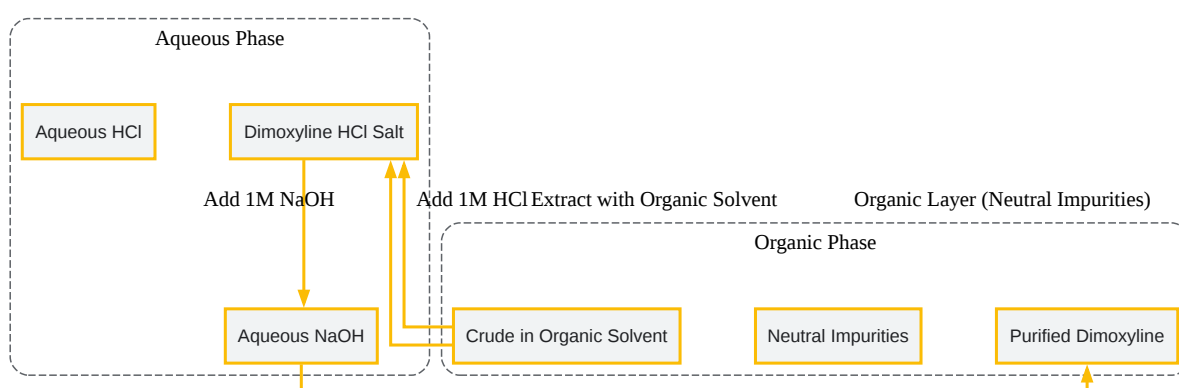 Aqueous Phase
Aqueous HCl
Dimoxyline HCl Salt
Add 1M NaOH
Add 1M HCl
Extract with Organic Solvent
Organic Layer (Neutral Impurities)
Organic Phase
Aqueous NaOH
Crude in Organic Solvent
Neutral Impurities
Purified Dimoxyline